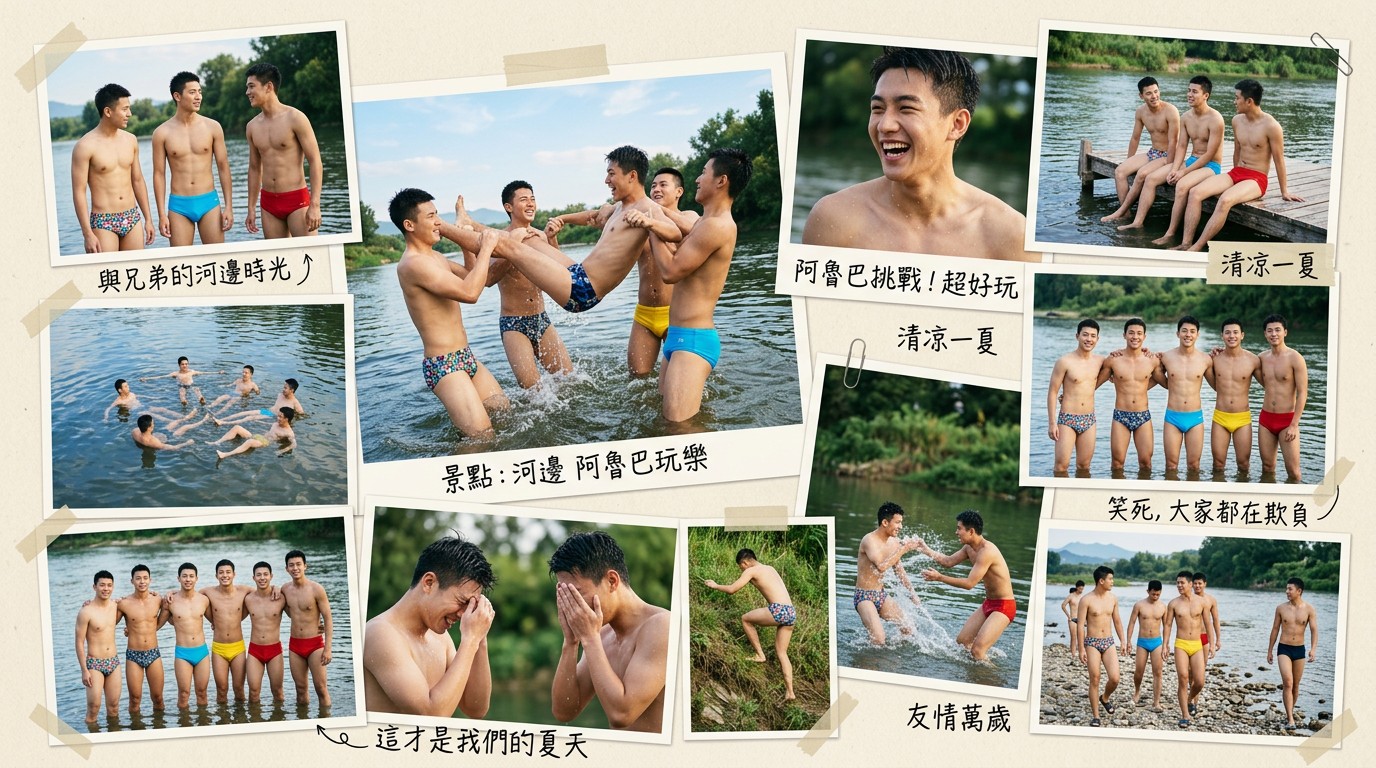 與兄弟的河邊時光
景點：河邊 阿魯巴玩樂
阿魯巴挑戰！超好玩
清凉一夏
清凉一夏
笑死，大家都在欺負
這才是我們的夏天
友情萬歲